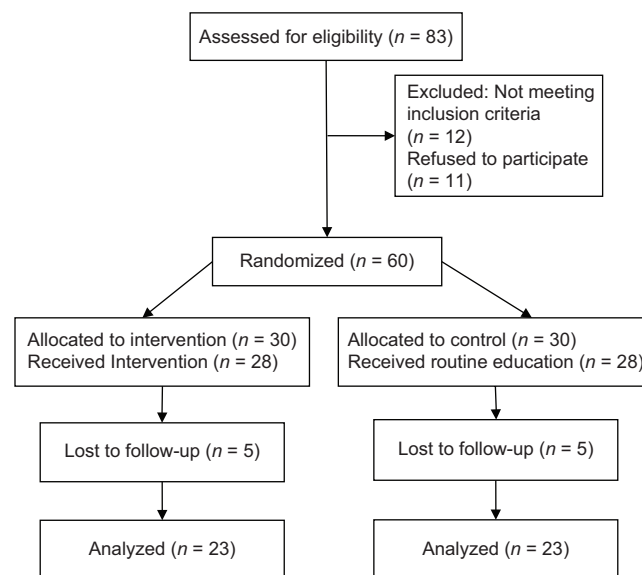 Assessed for eligibility (n = 83)
Excluded: Not meeting
inclusion criteria
(n = 12)
Refused to participate
(n = 11)
Randomized (n = 60)
Allocated to intervention (n = 30)
Received Intervention (n = 28)
Allocated to control (n = 30)
Received routine education (n = 28)
Lost to follow-up (n = 5)
Lost to follow-up (n = 5)
Analyzed (n = 23)
Analyzed (n = 23)